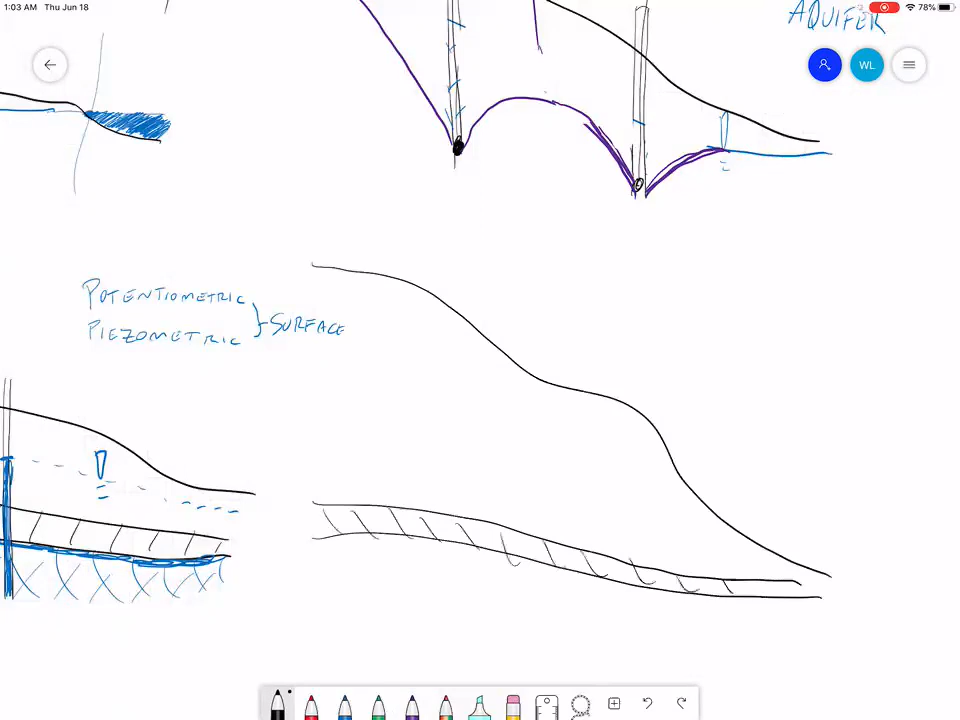 1:03 AM Thu Jun 18
78%
AQUIFER
WL
POTENTIOMETRIC
PIEZOMETRIC
SURFACE